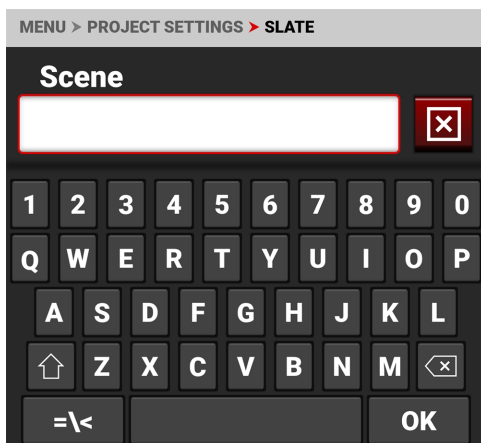 MENU > PROJECT SETTINGS > SLATE
Scene
1 2 3 4 5 6 7 8 9 0
Q W E R T Y U I O P
A S D F G H J K L
Z X C V B N M
=\< OK